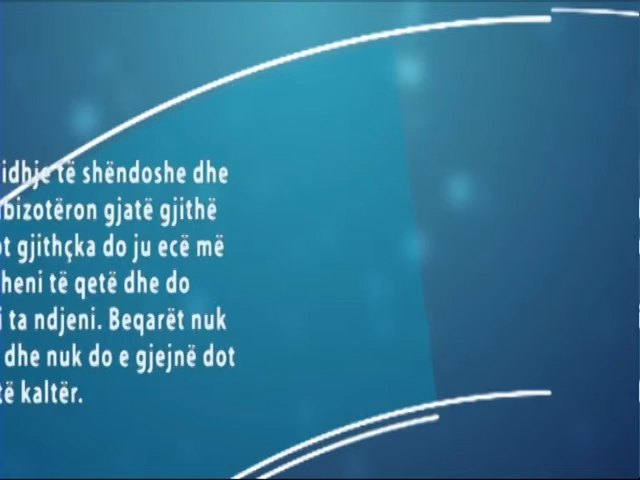 idhje të shëndoshe dhe
bizotëron gjatë gjithë
ot gjithçka do ju ecë më
heni të qetë dhe do
i ta ndjeni. Beqarët nuk
dhe nuk do e gjejnë dot
të kaltër.